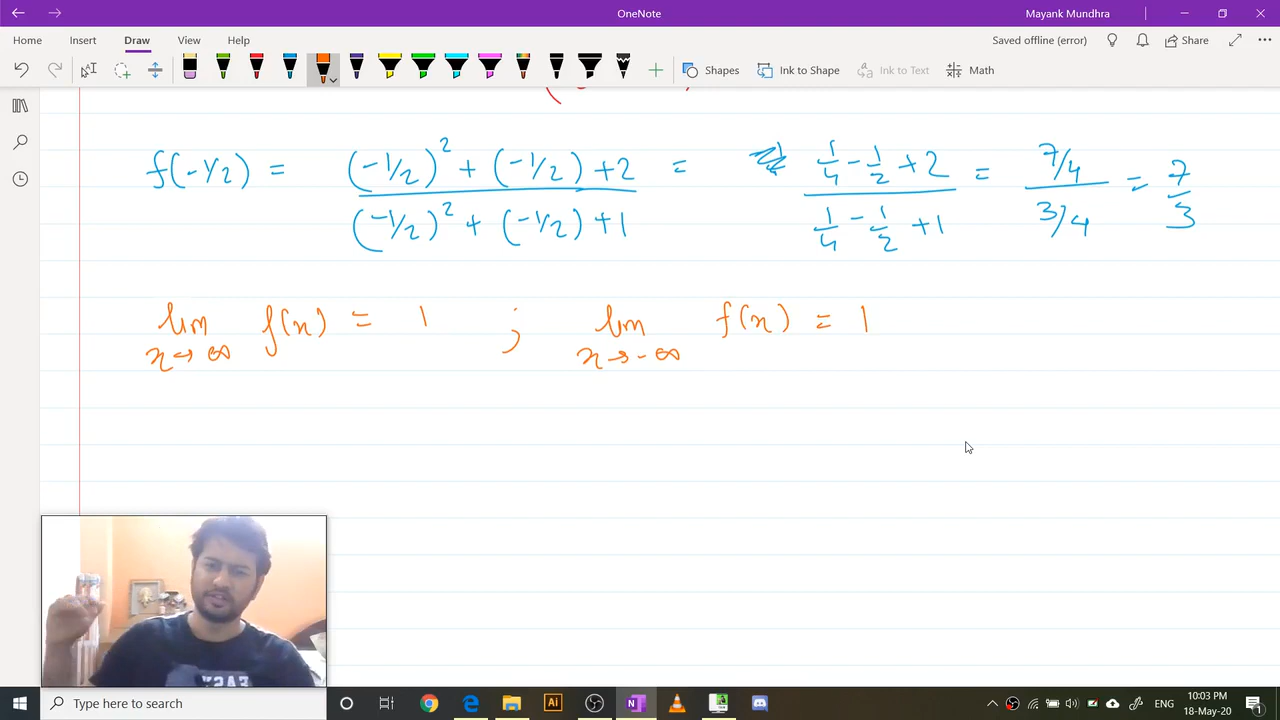 OneNote
Mayank Mundhra
Home Insert Draw View Help
Saved offline (error) Share
Shapes Ink to Shape Ink to Text Math
f(-1/2) = (-1/2)² + (-1/2) + 2 / (-1/2)² + (-1/2) + 1 = 1/4 - 1/2 + 2 / 1/4 - 1/2 + 1 = 7/4 / 3/4 = 7/3
lim x→∞ f(x) = 1 ; lim x→-∞ f(x) = 1
EASY
Type here to search
Ai
N
ENG
10:03 PM
18-May-20
1